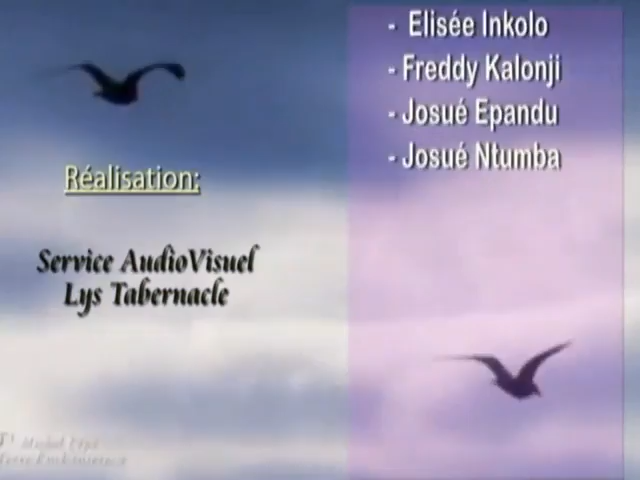 Réalisation:
Service AudioVisuel
Lys Tabernacle
- Elisée Inkolo
- Freddy Kalonji
- Josué Epandu
- Josué Ntumba